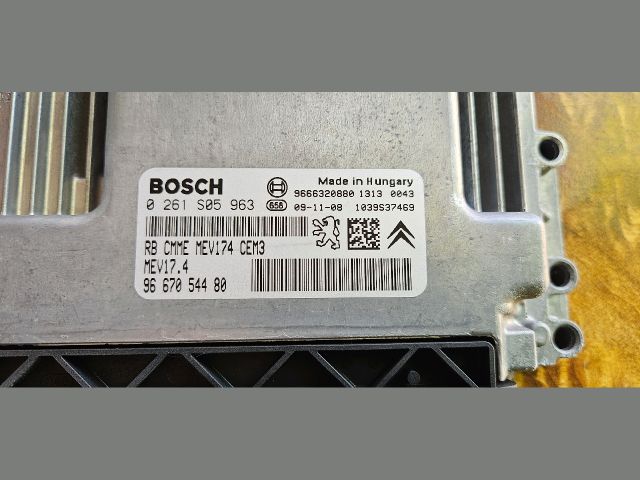 BOSCH
Made in Hungary
9666320880 1313 0043
0 261 S05 963 658 09-11-08 1039S37469
RB CMME MEV174 CEM3
MEV17.4
96 670 544 80